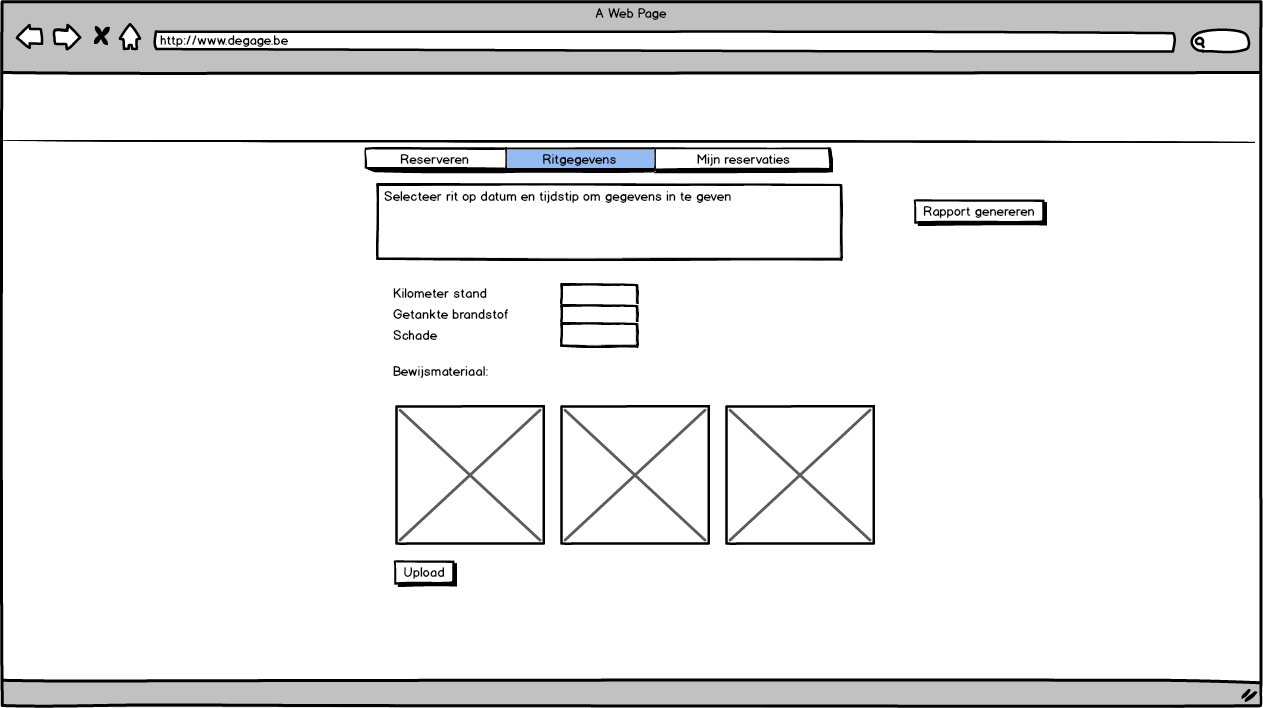 A Web Page
http://www.degage.be
Reserveren Ritgegevens Mijn reservaties
Selecteer rit op datum en tijdstip om gegevens in te geven
Rapport genereren
Kilometer stand
Getankte brandstof
Schade
Bewijsmateriaal:
Upload